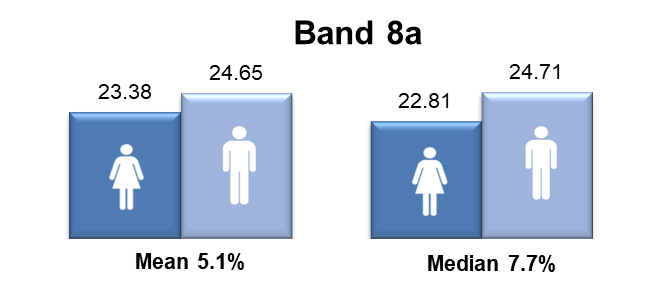 Band 8a
23.38
24.65
22.81
24.71
Mean 5.1%
Median 7.7%